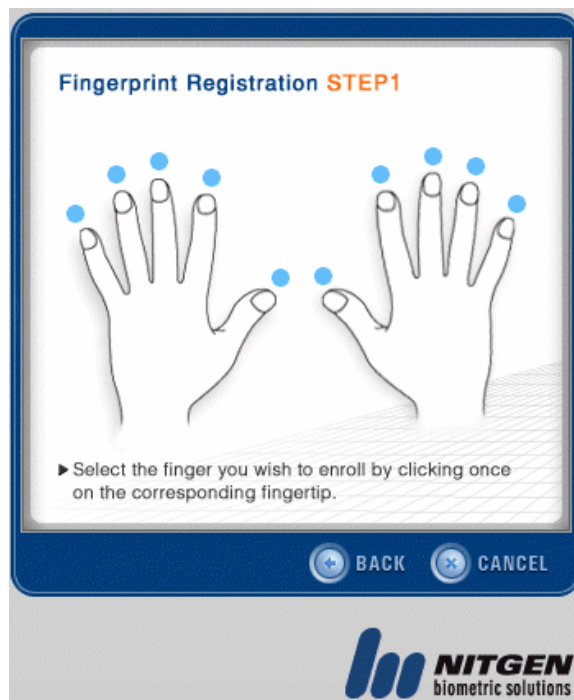 Fingerprint Registration STEP1
Select the finger you wish to enroll by clicking once
on the corresponding fingertip.
BACK
CANCEL
NITGEN
biometric solutions